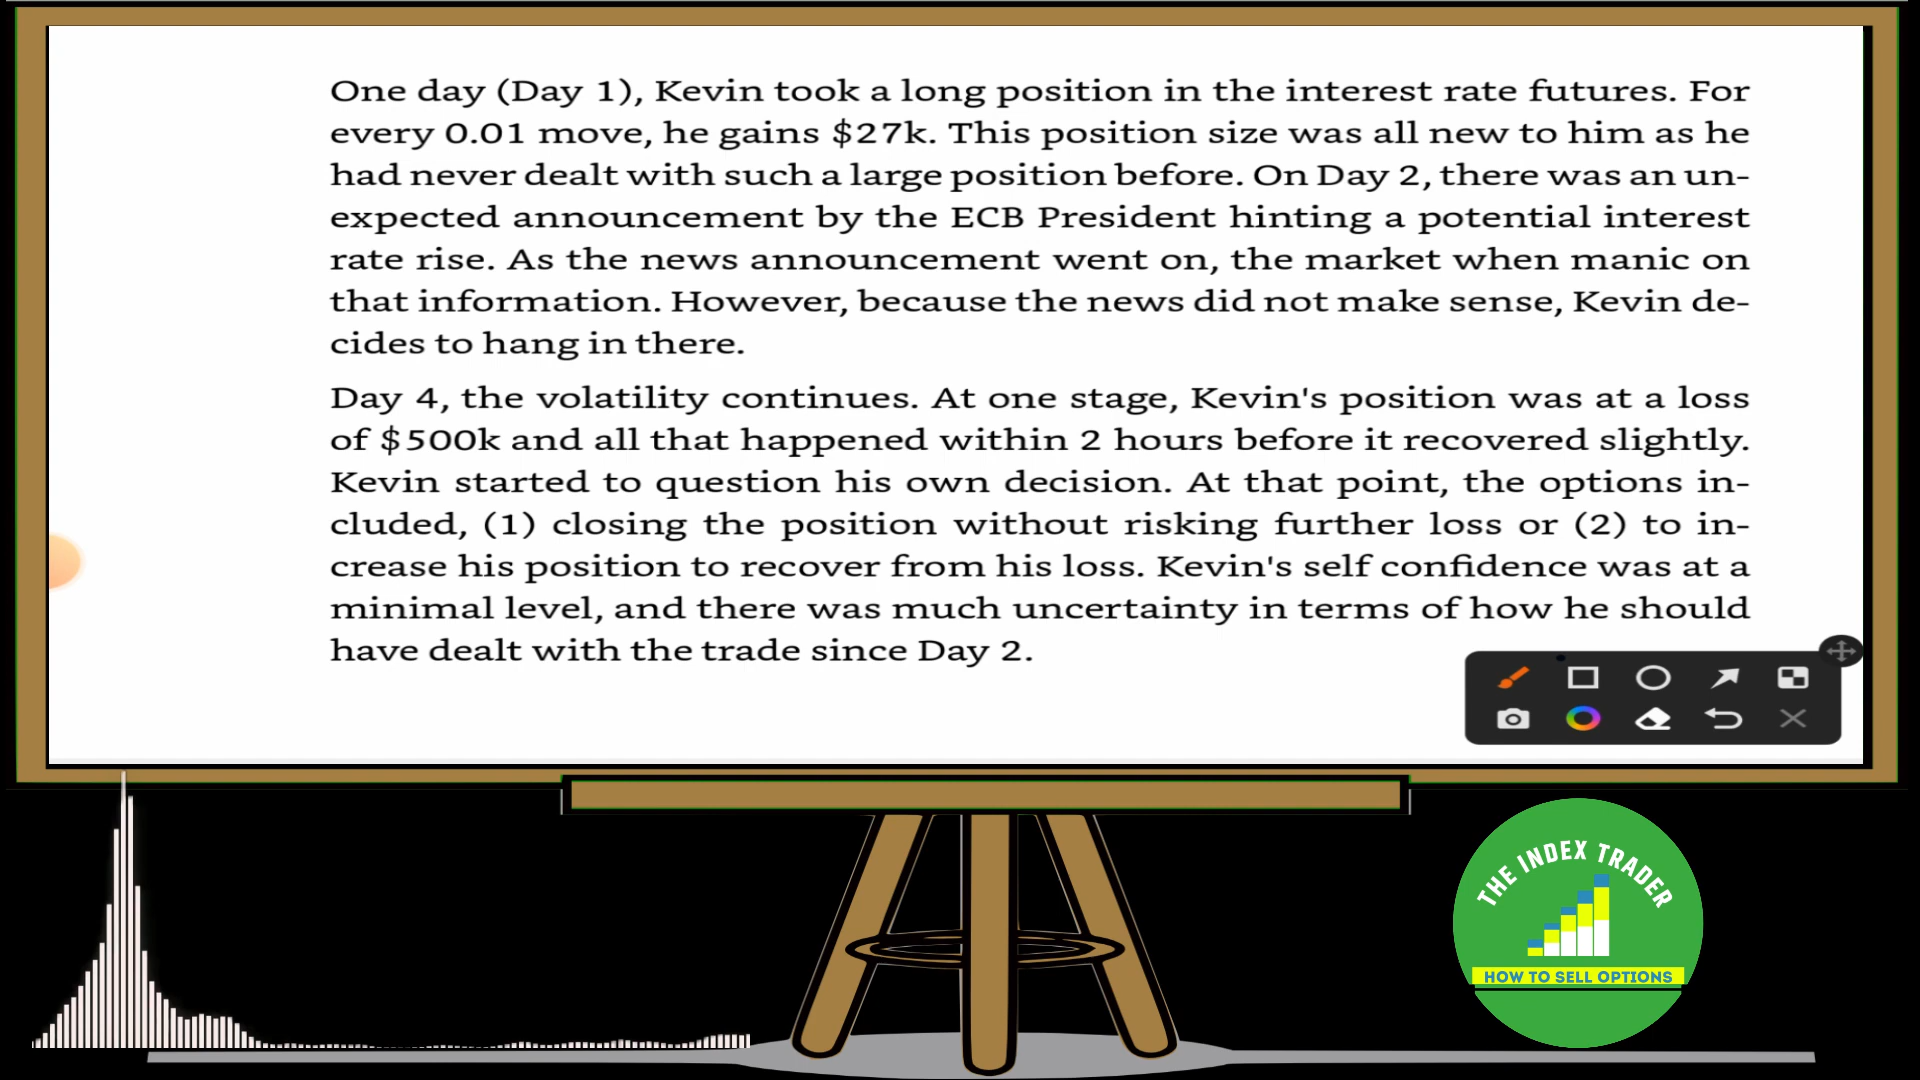 One day (Day 1), Kevin took a long position in the interest rate futures. For
every 0.01 move, he gains $27k. This position size was all new to him as he
had never dealt with such a large position before. On Day 2, there was an un-
expected announcement by the ECB President hinting a potential interest
rate rise. As the news announcement went on, the market when manic on
that information. However, because the news did not make sense, Kevin de-
cides to hang in there.
Day 4, the volatility continues. At one stage, Kevin's position was at a loss
of $500k and all that happened within 2 hours before it recovered slightly.
Kevin started to question his own decision. At that point, the options in-
cluded, (1) closing the position without risking further loss or (2) to in-
crease his position to recover from his loss. Kevin's self confidence was at a
minimal level, and there was much uncertainty in terms of how he should
have dealt with the trade since Day 2.
THE INDEX TRADER
HOW TO SELL OPTIONS